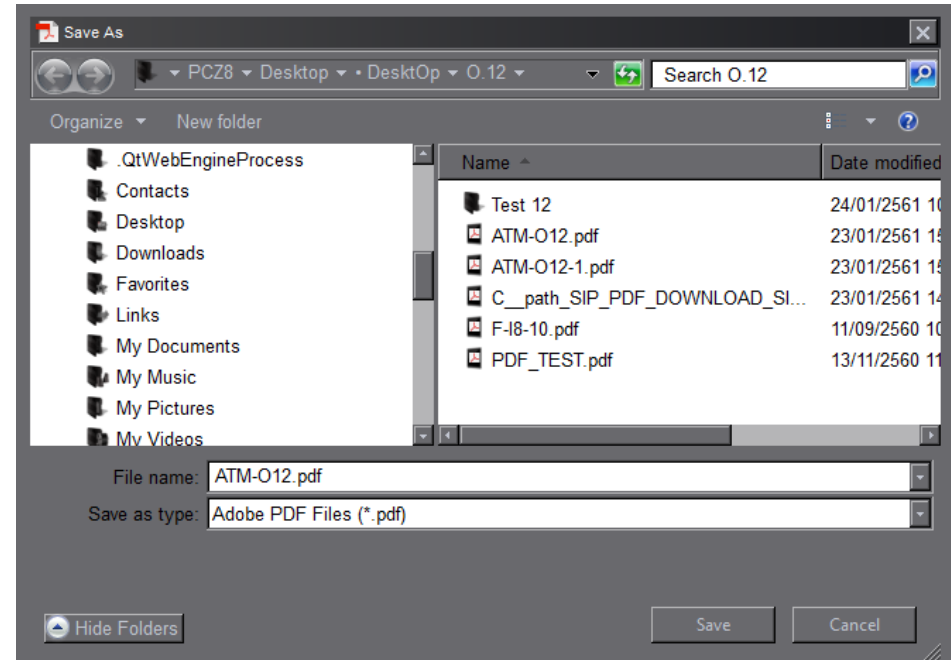 Save As
PCZ8 Desktop • DesktOp O.12 Search O.12
Organize New folder
.QtWebEngineProcess
Contacts
Desktop
Downloads
Favorites
Links
My Documents
My Music
My Pictures
My Videos
Name Date modified
Test 12 24/01/2561 10
ATM-O12.pdf 23/01/2561 15
ATM-O12-1.pdf 23/01/2561 15
C__path_SIP_PDF_DOWNLOAD_SI... 23/01/2561 14
F-I8-10.pdf 11/09/2560 10
PDF_TEST.pdf 13/11/2560 11
File name: ATM-O12.pdf
Save as type: Adobe PDF Files (*.pdf)
Hide Folders Save Cancel